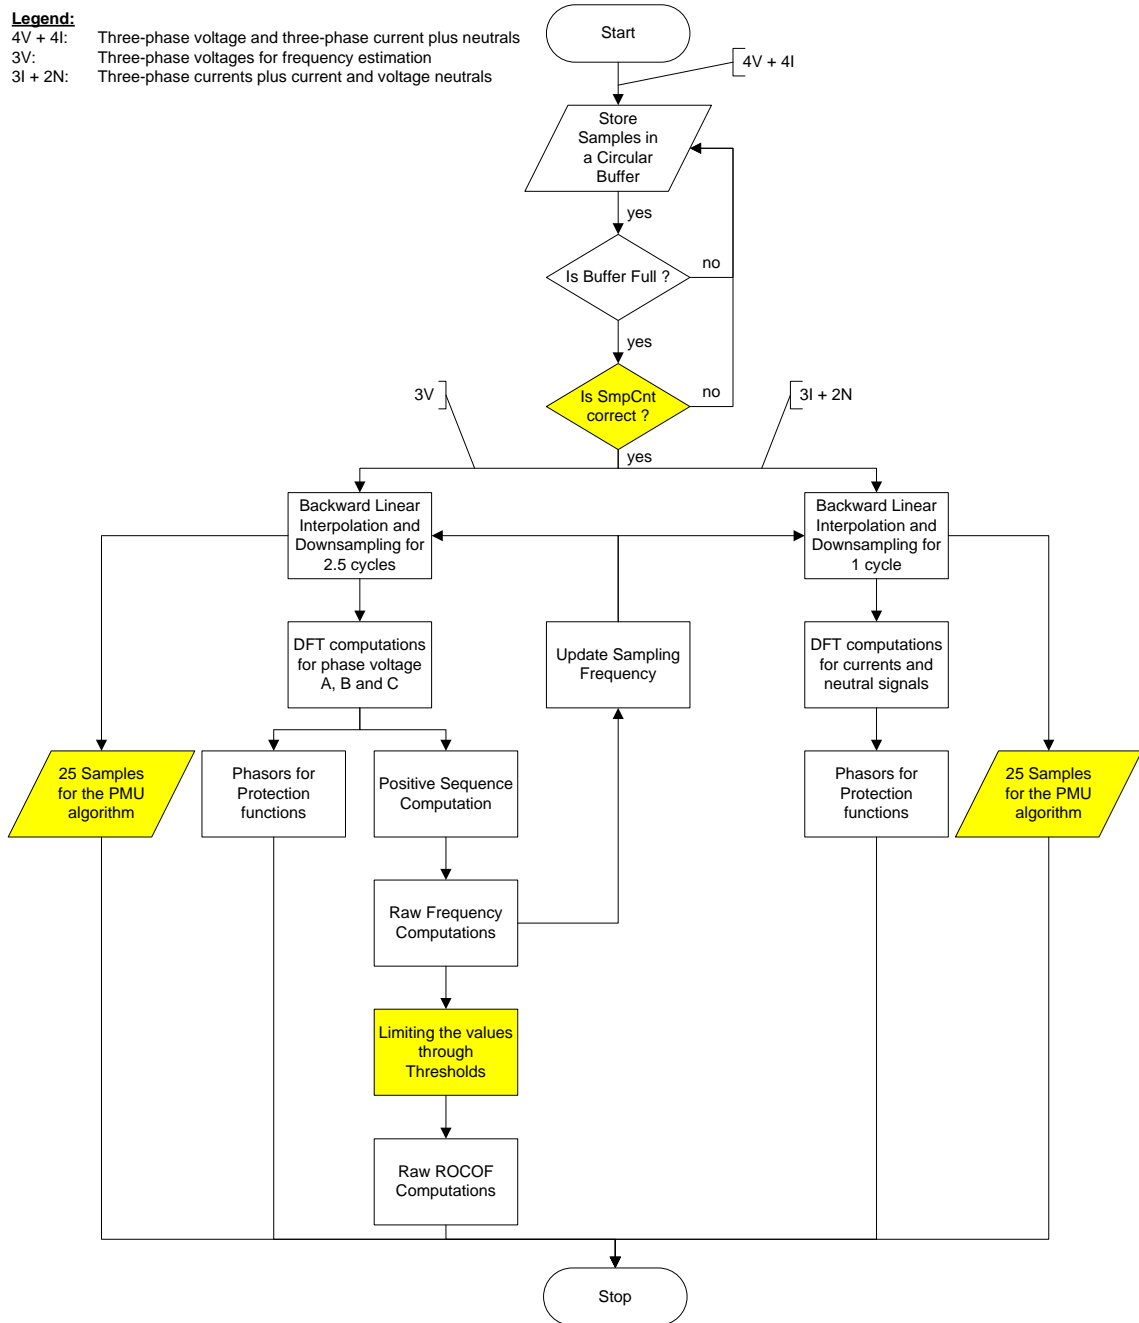 Legend:
4V + 4I: Three-phase voltage and three-phase current plus neutrals
3V: Three-phase voltages for frequency estimation
3I + 2N: Three-phase currents plus current and voltage neutrals
Start
4V + 4I
Store
Samples in
a Circular
Buffer
yes
Is Buffer Full ?
no
yes
Is SmpCnt
correct ?
no
3V
3I + 2N
yes
Backward Linear
Interpolation and
Downsampling for
2.5 cycles
Backward Linear
Interpolation and
Downsampling for
1 cycle
DFT computations
for phase voltage
A, B and C
Update Sampling
Frequency
DFT computations
for currents and
neutral signals
25 Samples
for the PMU
algorithm
Phasors for
Protection
functions
Positive Sequence
Computation
Phasors for
Protection
functions
25 Samples
for the PMU
algorithm
Raw Frequency
Computations
Limiting the values
through
Thresholds
Raw ROCOF
Computations
Stop